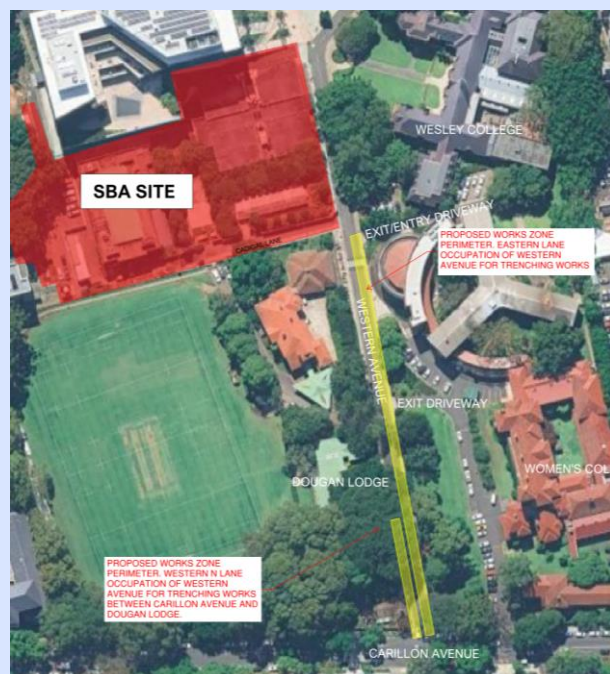 WESLEY COLLEGE
SBA SITE
EXIT/ENTRY DRIVEWAY
CADIGAL LANE
PROPOSED WORKS ZONE
PERIMETER. EASTERN LANE
OCCUPATION OF WESTERN
AVENUE FOR TRENCHING WORKS
WESTERN AVENUE
EXIT DRIVEWAY
WOMEN'S COL
DOUGAN LODGE
PROPOSED WORKS ZONE
PERIMETER. WESTERN N LANE
OCCUPATION OF WESTERN
AVENUE FOR TRENCHING WORKS
BETWEEN CARILLON AVENUE AND
DOUGAN LODGE.
CARILLON AVENUE